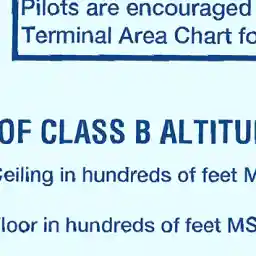 Pilots are encouraged
Terminal Area Chart fo
OF CLASS B ALTITU
Ceiling in hundreds of feet M
loor in hundreds of feet MS